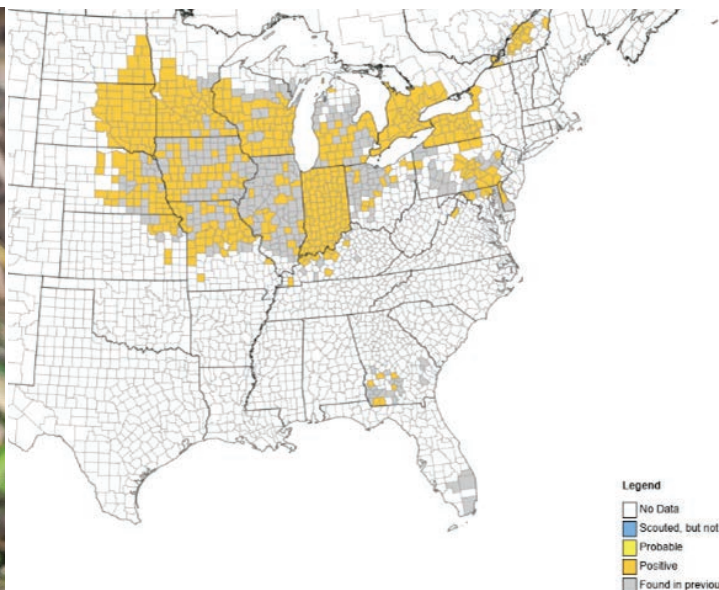 Legend
No Data
Scouted, but not
Probable
Positive
Found in previou